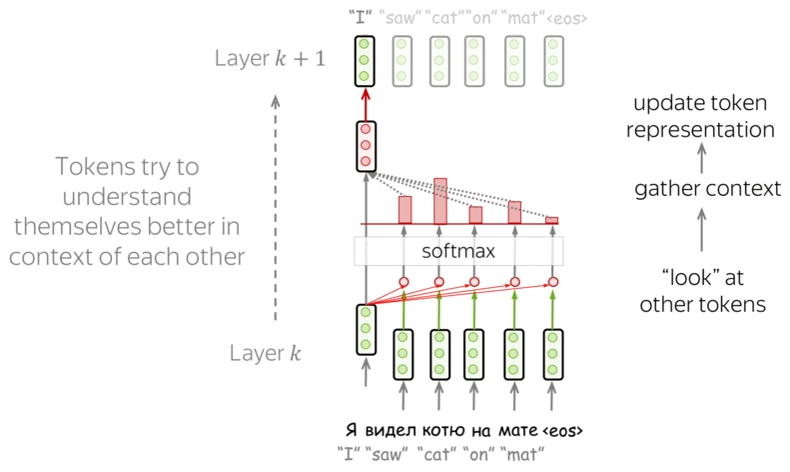 “I” “saw” “cat” “on” “mat” <eos>
Layer k + 1
Tokens try to
understand
themselves better in
context of each other
softmax
Layer k
Я видел котю на мате <eos>
“I” “saw” “cat” “on” “mat”
update token
representation
gather context
“look” at
other tokens